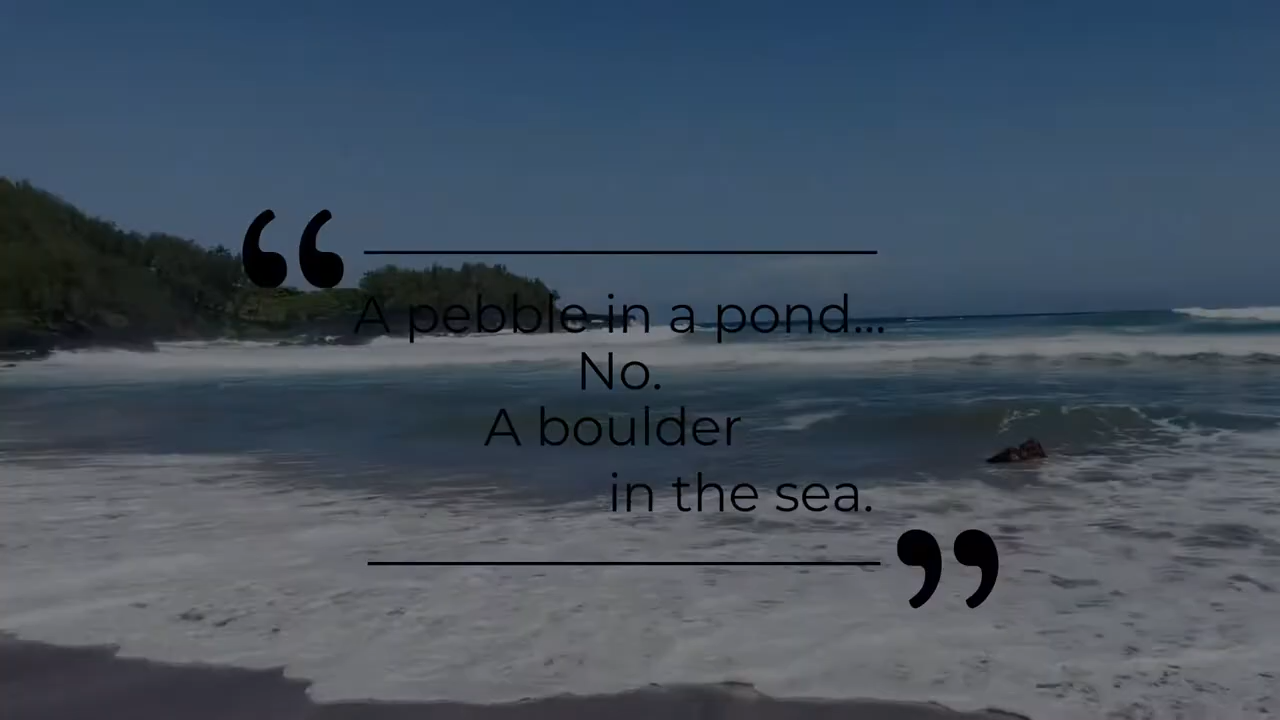 “
A pebble in a pond...
No.
A boulder
in the sea.
”